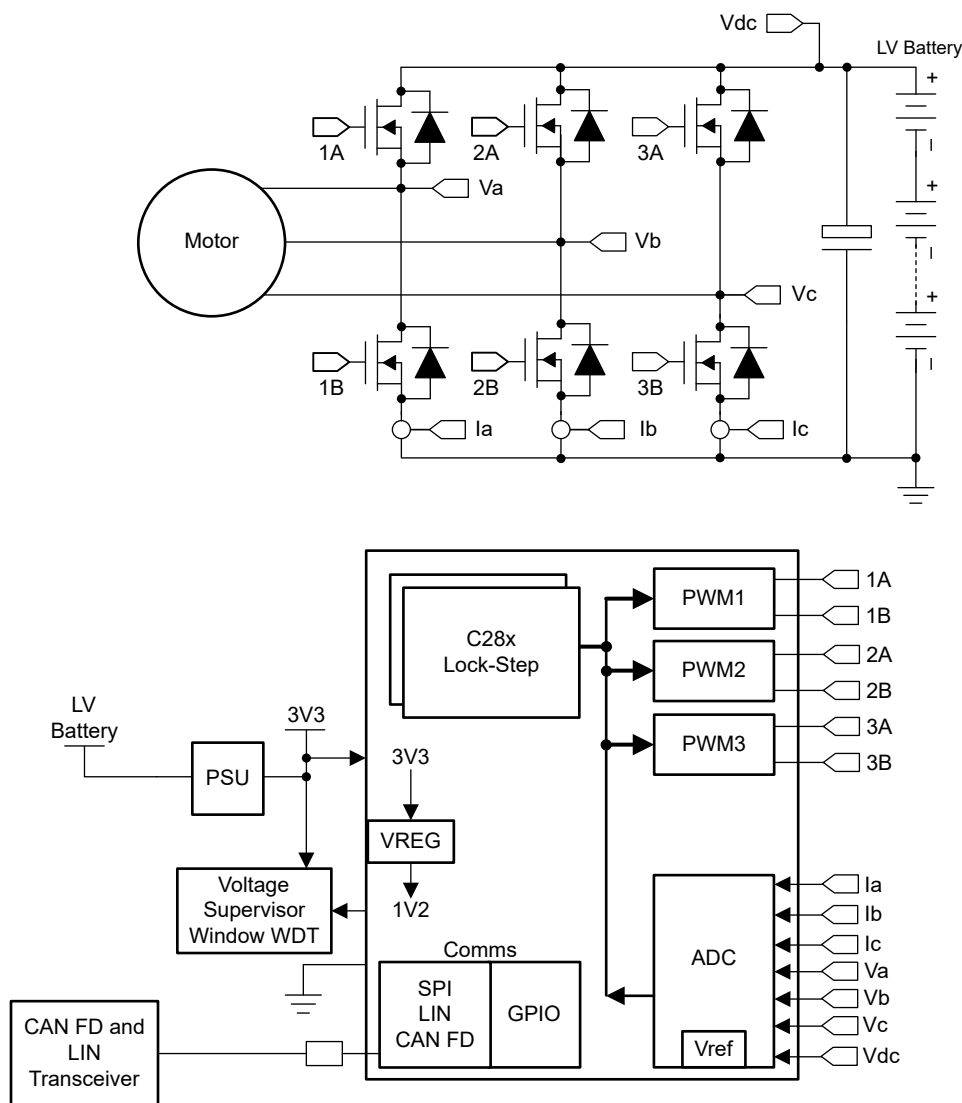 Vdc
LV Battery
+
1A
2A
3A
–
Va
+
Motor
Vb
–
Vc
+
1B
2B
3B
–
Ia
Ib
Ic
C28x
Lock-Step
PWM1
1A
1B
PWM2
2A
2B
PWM3
3A
3B
LV
Battery
3V3
PSU
3V3
VREG
1V2
Voltage
Supervisor
Window WDT
Comms
SPI
LIN
CAN FD
GPIO
CAN FD and
LIN
Transceiver
ADC
Vref
Ia
Ib
Ic
Va
Vb
Vc
Vdc